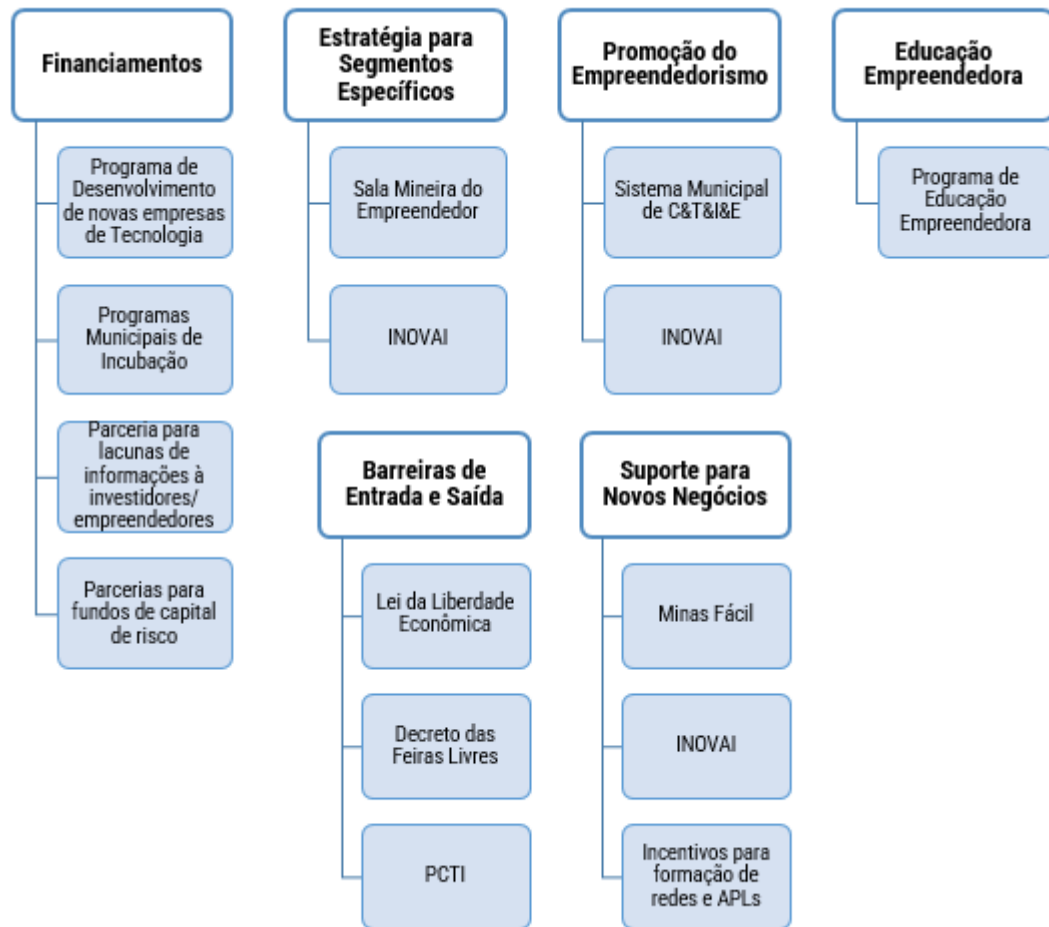 Financiamentos
Programa de
Desenvolvimento
de novas empresas
de Tecnologia
Programas
Municipais de
Incubação
Parceria para
lacunas de
informações à
investidores/
empreendedores
Parcerias para
fundos de capital
de risco
Estratégia para
Segmentos
Específicos
Sala Mineira do
Empreendedor
INOVAI
Promoção do
Empreendedorismo
Sistema Municipal
de C&T&I&E
INOVAI
Educação
Empreendedora
Programa de
Educação
Empreendedora
Barreiras de
Entrada e Saída
Lei da Liberdade
Econômica
Decreto das
Feiras Livres
PCTI
Suporte para
Novos Negócios
Minas Fácil
INOVAI
Incentivos para
formação de
redes e APLs